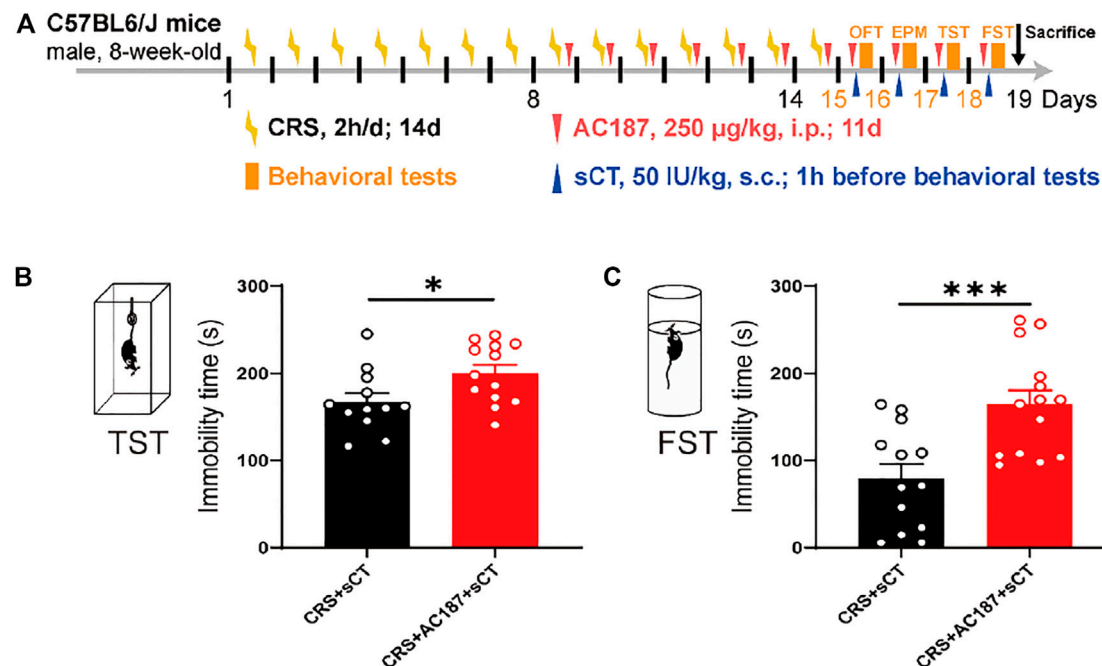 A
C57BL6/J mice
male, 8-week-old
OFT EPM TST FST
Sacrifice
1 8 14 15 16 17 18 19 Days
CRS, 2h/d; 14d
AC187, 250 μg/kg, i.p.; 11d
Behavioral tests
sCT, 50 IU/kg, s.c.; 1h before behavioral tests
B
TST
Immobility time (s)
300
200
100
0
*
CRS+sCT
CRS+AC187+sCT
C
FST
Immobility time (s)
300
200
100
0
***
CRS+sCT
CRS+AC187+sCT